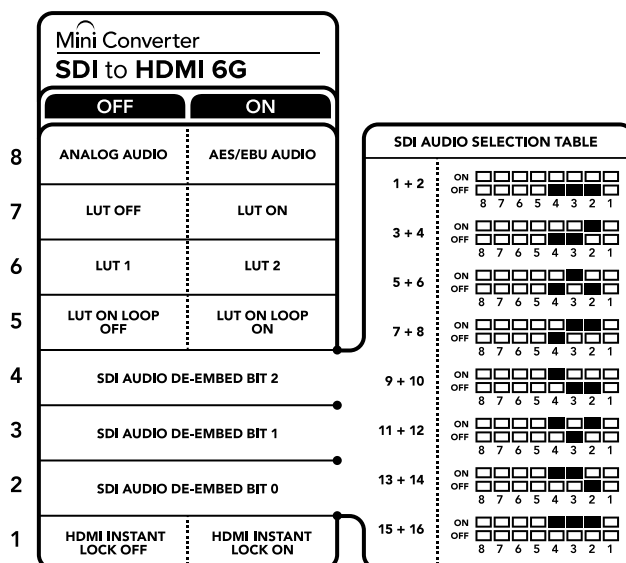 Mini Converter
SDI to HDMI 6G
OFF ON
8 ANALOG AUDIO AES/EBU AUDIO
7 LUT OFF LUT ON
6 LUT 1 LUT 2
5 LUT ON LOOP OFF LUT ON LOOP ON
4 SDI AUDIO DE-EMBED BIT 2
3 SDI AUDIO DE-EMBED BIT 1
2 SDI AUDIO DE-EMBED BIT 0
1 HDMI INSTANT LOCK OFF HDMI INSTANT LOCK ON
SDI AUDIO SELECTION TABLE
1 + 2 ON
OFF
8 7 6 5 4 3 2 1
3 + 4 ON
OFF
8 7 6 5 4 3 2 1
5 + 6 ON
OFF
8 7 6 5 4 3 2 1
7 + 8 ON
OFF
8 7 6 5 4 3 2 1
9 + 10 ON
OFF
8 7 6 5 4 3 2 1
11 + 12 ON
OFF
8 7 6 5 4 3 2 1
13 + 14 ON
OFF
8 7 6 5 4 3 2 1
15 + 16 ON
OFF
8 7 6 5 4 3 2 1